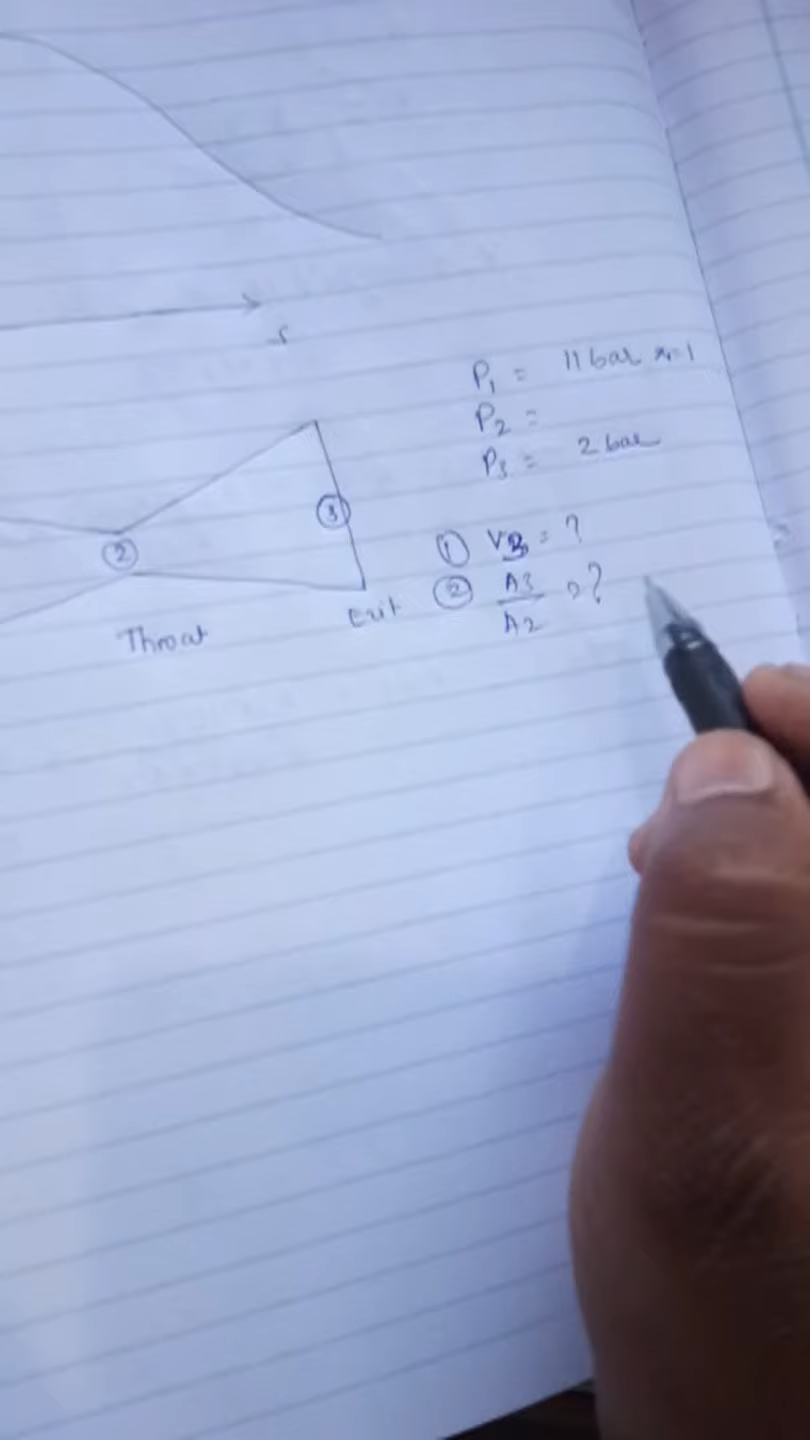 s
P₁ = 11 bar x=1
P₂ =
P₃ = 2 bar
②
③
Throat
Exit
① V₃ = ?
② A3/A2 = ?